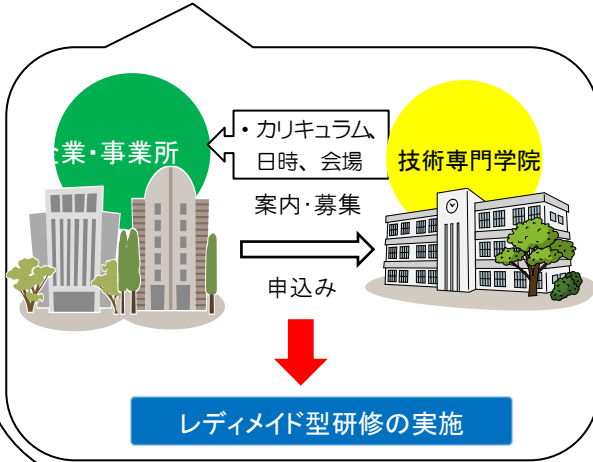 ・カリキュラム、
日時、会場
業・事業所
技術専門学院
案内・募集
申込み
レディメイド型研修の実施